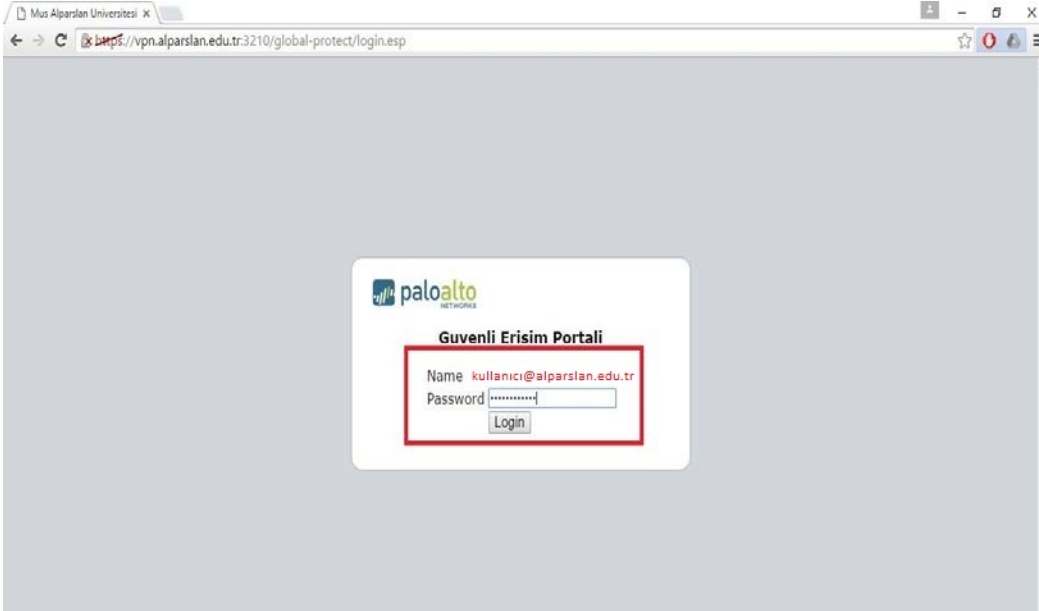 Mus Alparslan Universitesi
https://vpn.alparslan.edu.tr:3210/global-protect/login.esp
paloalto
NETWORKS
Guvenli Erisim Portali
Name kullanıcı@alparslan.edu.tr
Password ••••••••••••
Login